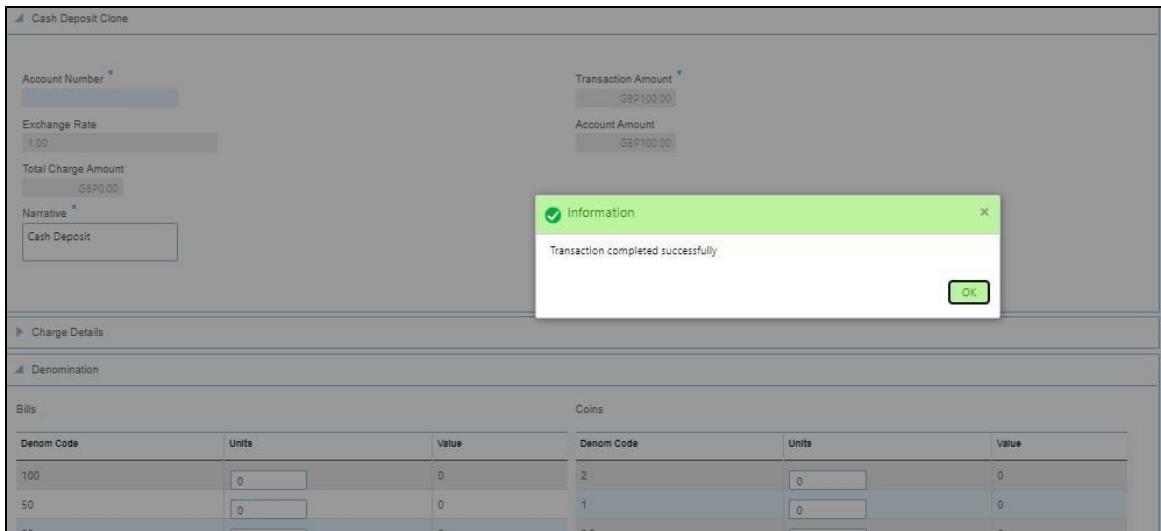 Cash Deposit Clone
Account Number *
Transaction Amount *
GBP100.00
Exchange Rate
Account Amount
1.00
GBP100.00
Total Charge Amount
GBP0.00
Narrative *
Cash Deposit
Information ×
Transaction completed successfully
OK
Charge Details
Denomination
Bills
Coins
Denom Code Units Value Denom Code Units Value
100 0 0 2 0 0
50 0 0 1 0 0